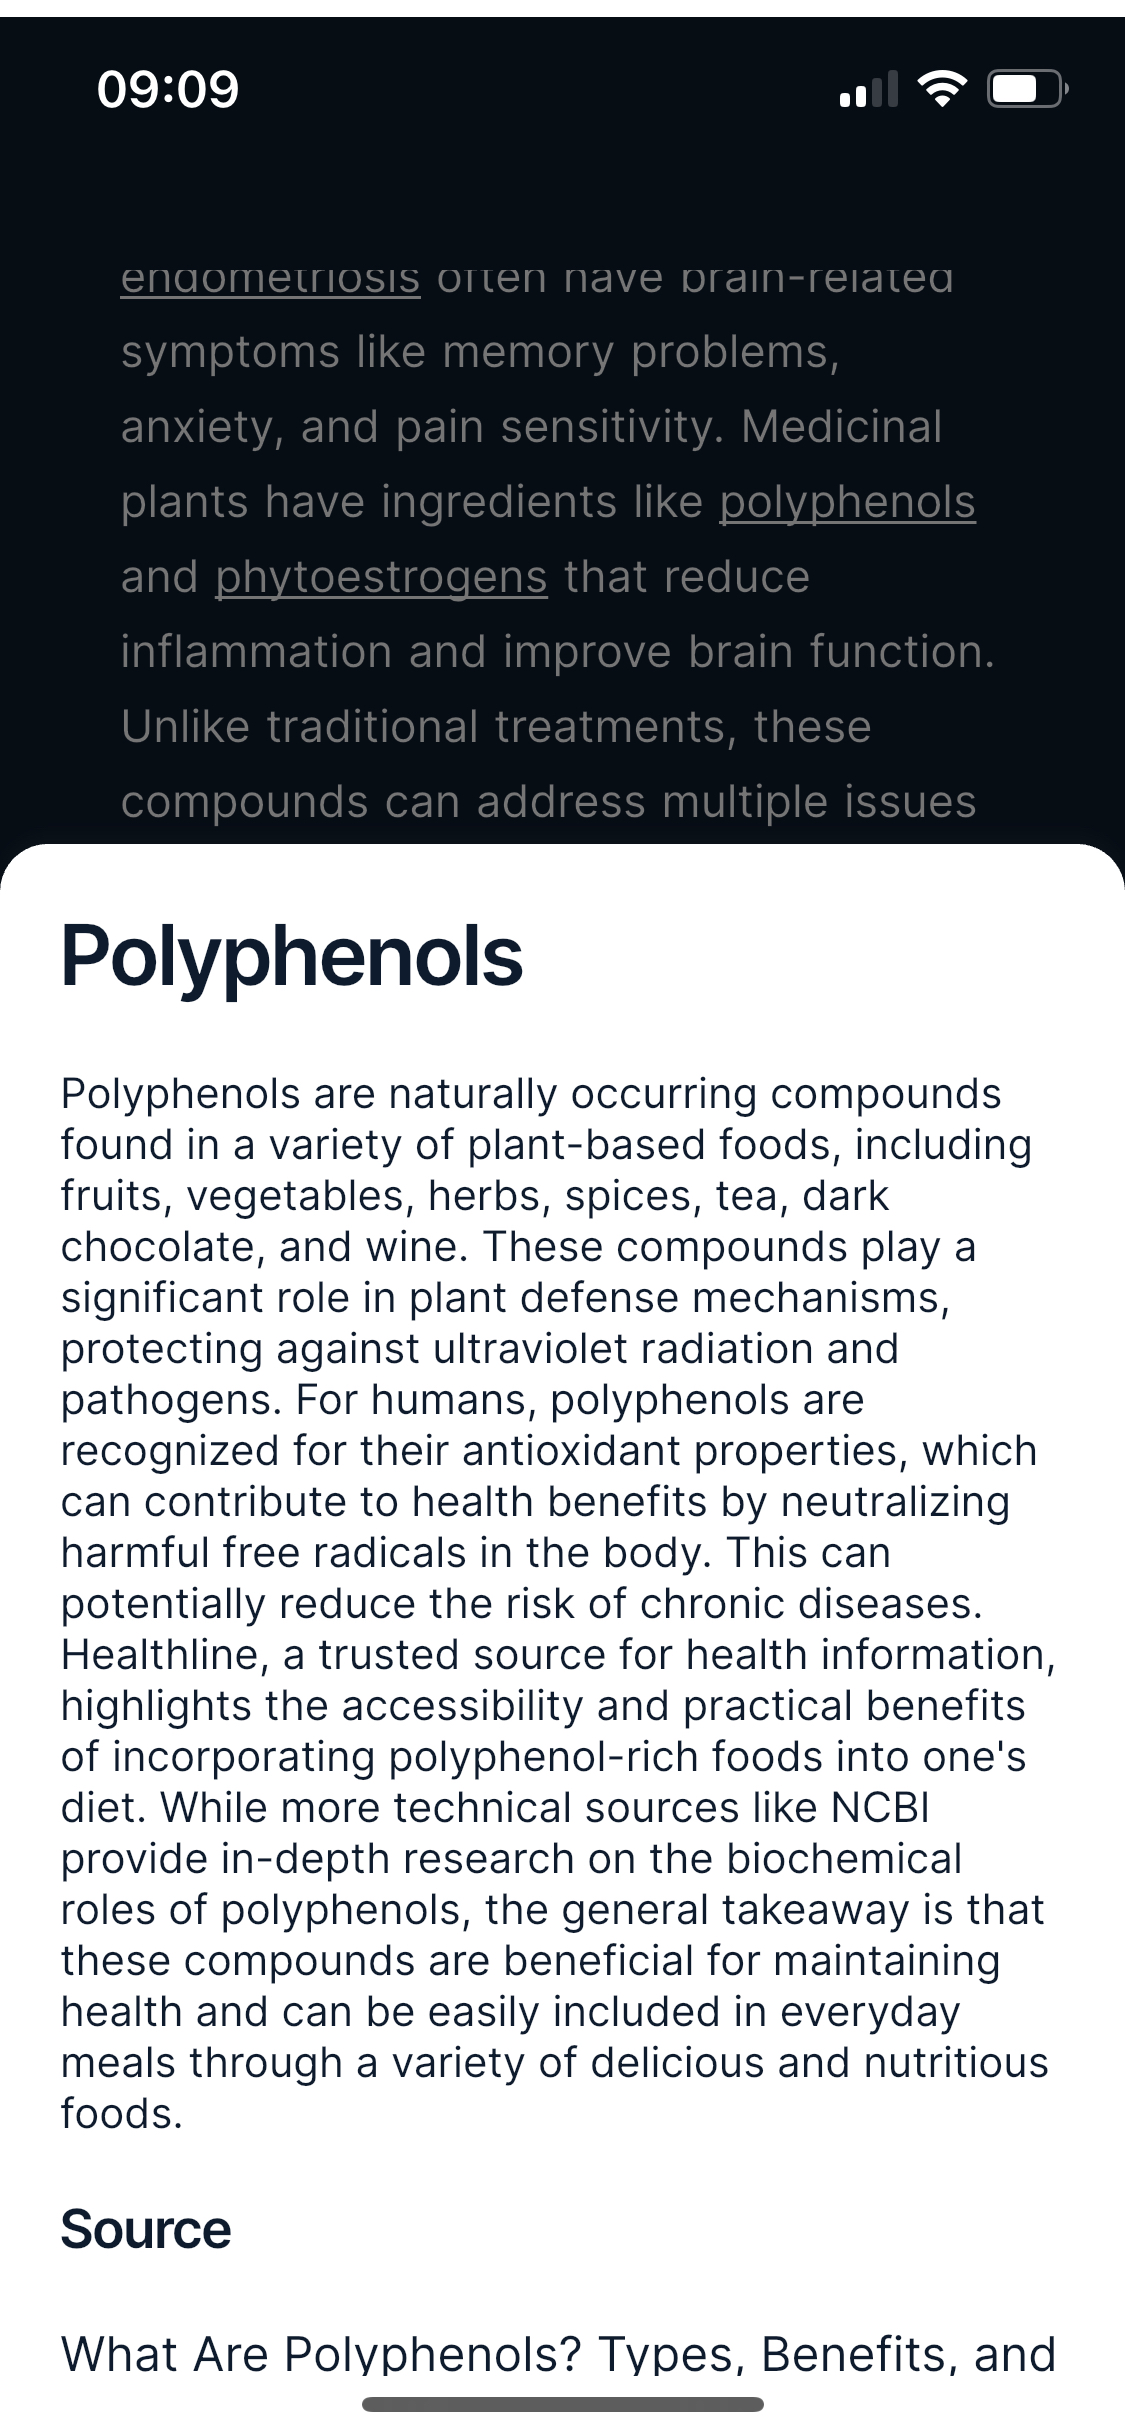 09:09
endometriosis often have brain-related
symptoms like memory problems,
anxiety, and pain sensitivity. Medicinal
plants have ingredients like polyphenols
and phytoestrogens that reduce
inflammation and improve brain function.
Unlike traditional treatments, these
compounds can address multiple issues
Polyphenols
Polyphenols are naturally occurring compounds
found in a variety of plant-based foods, including
fruits, vegetables, herbs, spices, tea, dark
chocolate, and wine. These compounds play a
significant role in plant defense mechanisms,
protecting against ultraviolet radiation and
pathogens. For humans, polyphenols are
recognized for their antioxidant properties, which
can contribute to health benefits by neutralizing
harmful free radicals in the body. This can
potentially reduce the risk of chronic diseases.
Healthline, a trusted source for health information,
highlights the accessibility and practical benefits
of incorporating polyphenol-rich foods into one's
diet. While more technical sources like NCBI
provide in-depth research on the biochemical
roles of polyphenols, the general takeaway is that
these compounds are beneficial for maintaining
health and can be easily included in everyday
meals through a variety of delicious and nutritious
foods.
Source
What Are Polyphenols? Types, Benefits, and